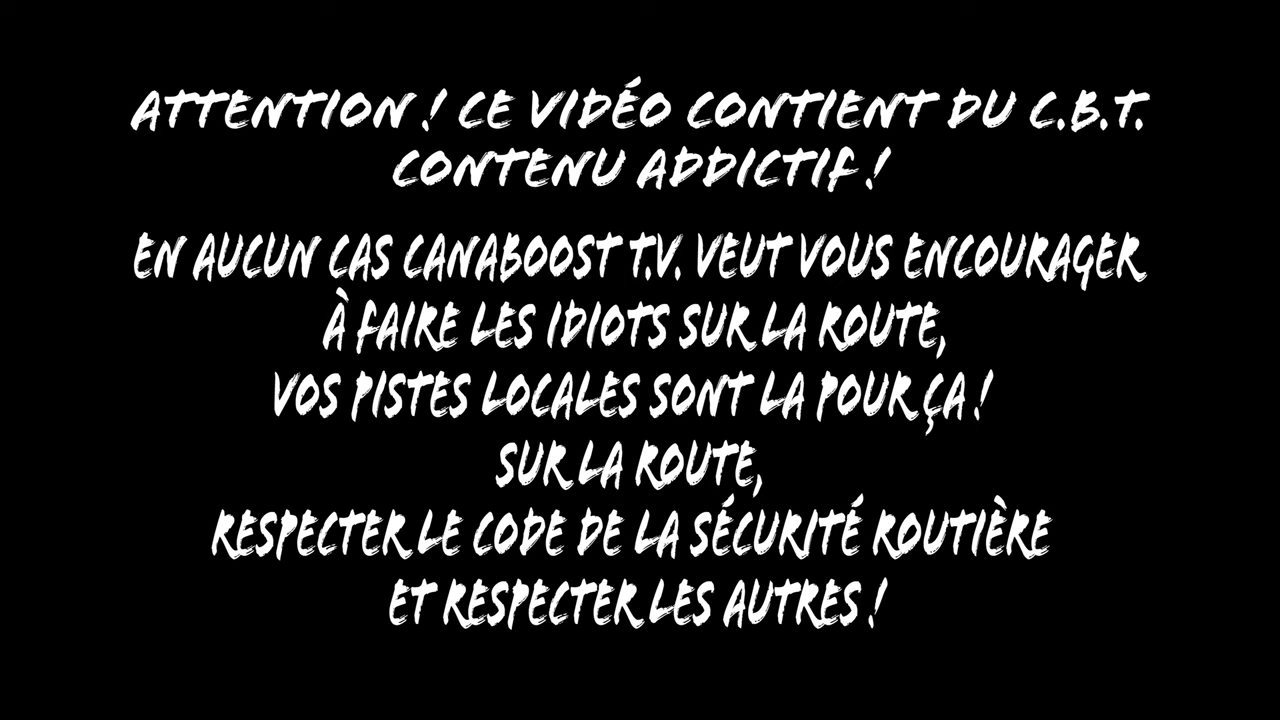 ATTENTION ! CE VIDÉO CONTIENT DU C.B.T.
CONTENU ADDICTIF !
EN AUCUN CAS CANABOOST T.V. VEUT VOUS ENCOURAGER
À FAIRE LES IDIOTS SUR LA ROUTE,
VOS PISTES LOCALES SONT LA POUR ÇA !
SUR LA ROUTE,
RESPECTER LE CODE DE LA SÉCURITÉ ROUTIÈRE
ET RESPECTER LES AUTRES !